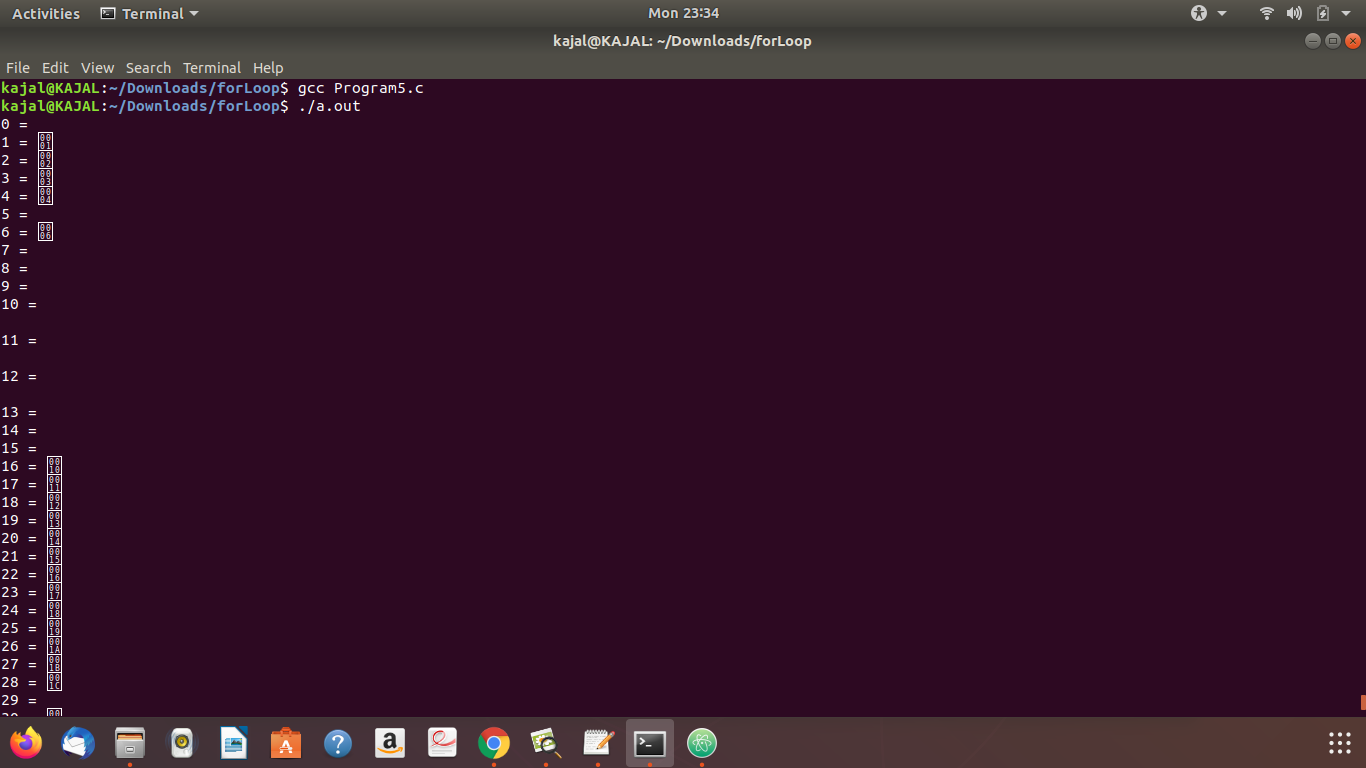 Activities Terminal Mon 23:34
kajal@KAJAL: ~/Downloads/forLoop
File Edit View Search Terminal Help
kajal@KAJAL:~/Downloads/forLoop$ gcc Program5.c
kajal@KAJAL:~/Downloads/forLoop$ ./a.out
0 =
1 = 0001
2 = 0002
3 = 0003
4 = 0004
5 =
6 = 0006
7 =
8 =
9 =
10 =
11 =
12 =
13 =
14 =
15 =
16 = 0010
17 = 0011
18 = 0012
19 = 0013
20 = 0014
21 = 0015
22 = 0016
23 = 0017
24 = 0018
25 = 0019
26 = 001A
27 = 001B
28 = 001C
29 =